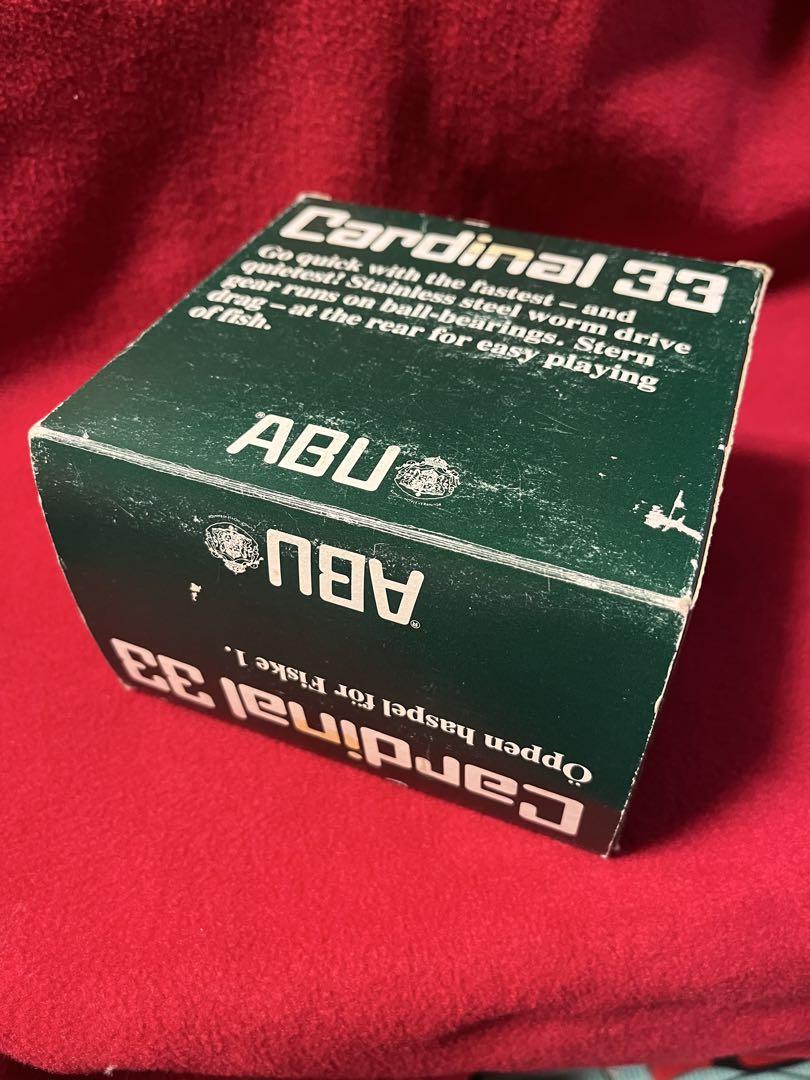 Cardinal 33
Go quick with the fastest – and
quietest! Stainless steel worm drive
gear runs on ball-bearings. Stern
drag – at the rear for easy playing
of fish.
ABU®
ABU®
Cardinal 33
Öppen haspel för Fiske 1.